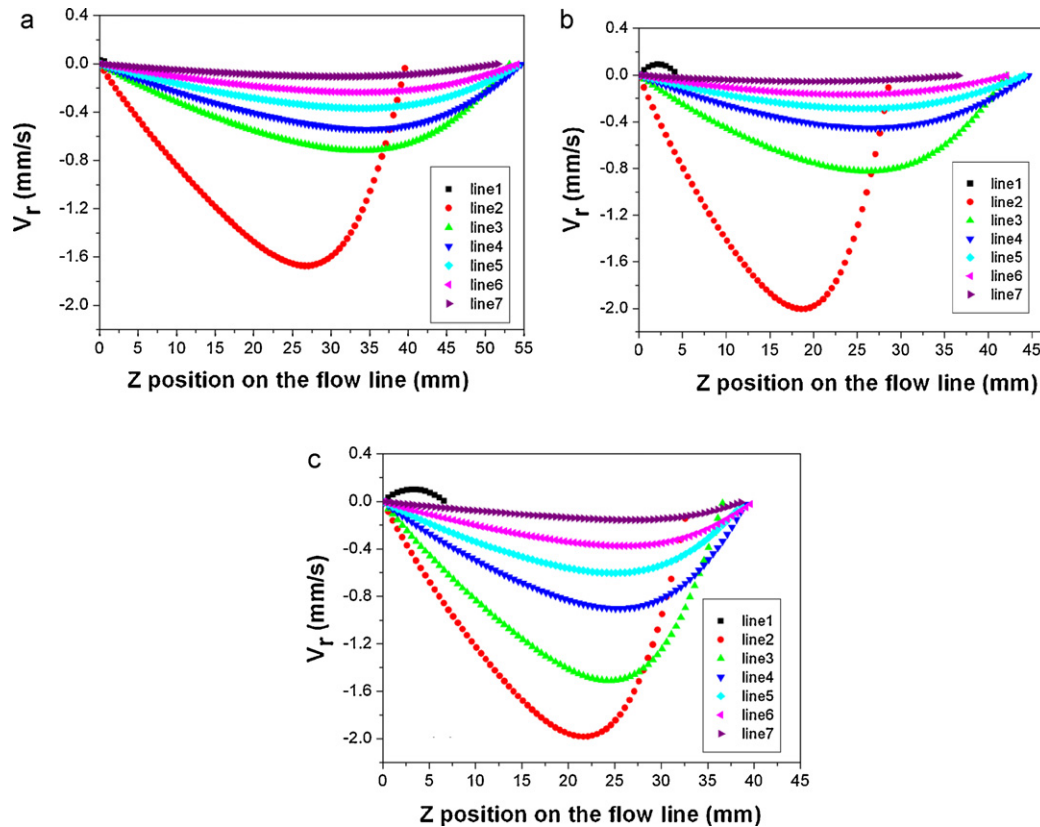 a
0.4
0.0
-0.4
-0.8
-1.2
-1.6
-2.0
V_r (mm/s)
line1
line2
line3
line4
line5
line6
line7
0 5 10 15 20 25 30 35 40 45 50 55
Z position on the flow line (mm)
b
0.4
0.0
-0.4
-0.8
-1.2
-1.6
-2.0
V_r (mm/s)
line1
line2
line3
line4
line5
line6
line7
0 5 10 15 20 25 30 35 40 45
Z position on the flow line (mm)
c
0.4
0.0
-0.4
-0.8
-1.2
-1.6
-2.0
V_r (mm/s)
line1
line2
line3
line4
line5
line6
line7
0 5 10 15 20 25 30 35 40 45
Z position on the flow line (mm)